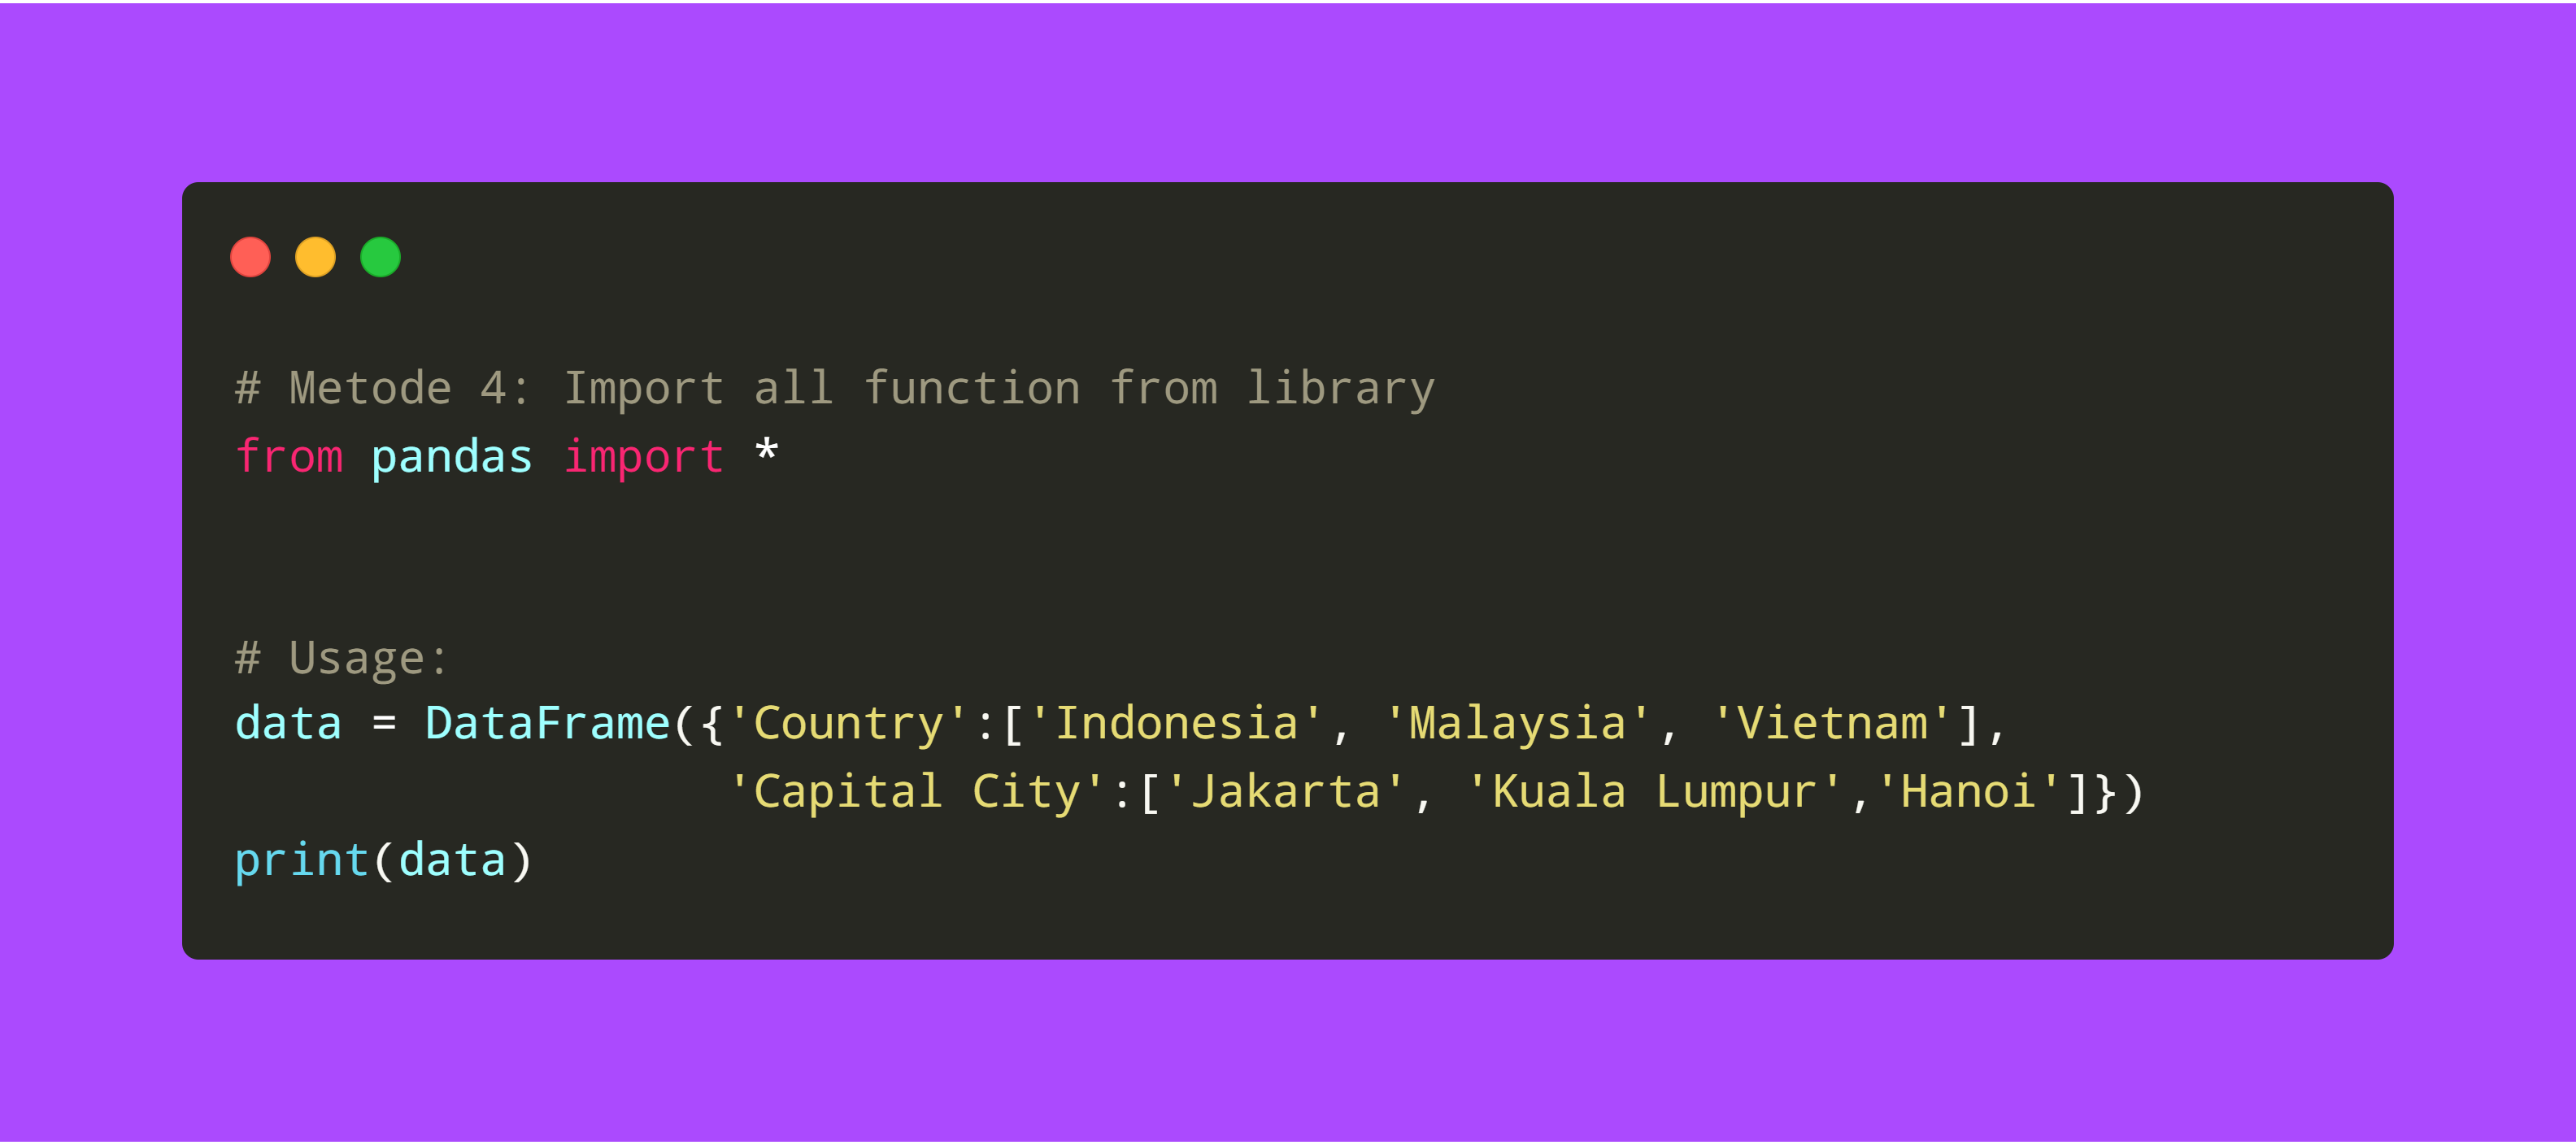 # Metode 4: Import all function from library
from pandas import *
# Usage:
data = DataFrame({'Country':['Indonesia', 'Malaysia', 'Vietnam'],
'Capital City':['Jakarta', 'Kuala Lumpur','Hanoi']})
print(data)